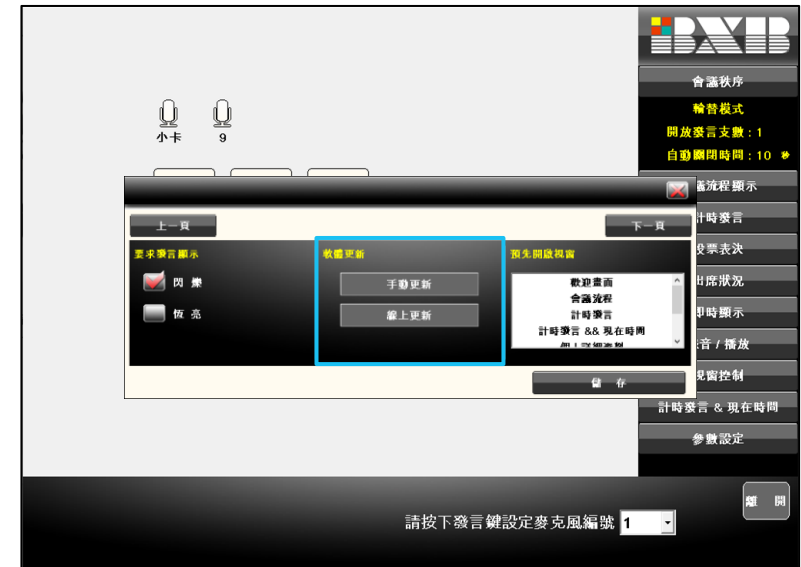 BXB
會議秩序
輪替模式
開放發言支數：1
自動關閉時間：10 秒
小卡
9
議流程顯示
上一頁
下一頁
計時發言
要求發言顯示
軟體更新
預先開啟視窗
投票表決
閃 爍
手動更新
歡迎畫面
會議流程
出席狀況
恆 亮
線上更新
計時發言
計時發言 && 現在時間
個人詳細資料
即時顯示
音 / 播放
視窗控制
儲 存
計時發言 & 現在時間
參數設定
離 開
請按下發言鍵設定麥克風編號 1